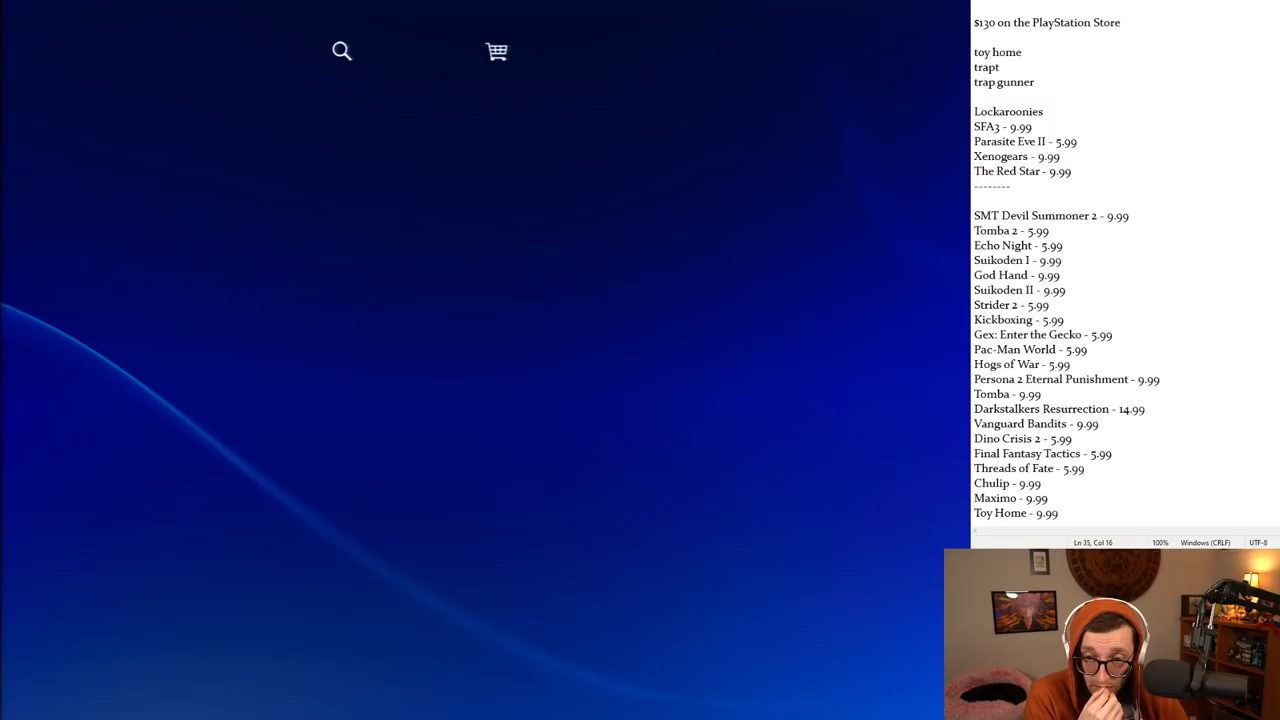 $130 on the PlayStation Store
toy home
trapt
trap gunner
Lockaroonies
SFA3 - 9.99
Parasite Eve II - 5.99
Xenogears - 9.99
The Red Star - 9.99
--------
SMT Devil Summoner 2 - 9.99
Tomba 2 - 5.99
Echo Night - 5.99
Suikoden I - 9.99
God Hand - 9.99
Suikoden II - 9.99
Strider 2 - 5.99
Kickboxing - 5.99
Gex: Enter the Gecko - 5.99
Pac-Man World - 5.99
Hogs of War - 5.99
Persona 2 Eternal Punishment - 9.99
Tomba - 9.99
Darkstalkers Resurrection - 14.99
Vanguard Bandits - 9.99
Dino Crisis 2 - 5.99
Final Fantasy Tactics - 5.99
Threads of Fate - 5.99
Chulip - 9.99
Maximo - 9.99
Toy Home - 9.99
Ln 35, Col 16 100% Windows (CRLF) UTF-8